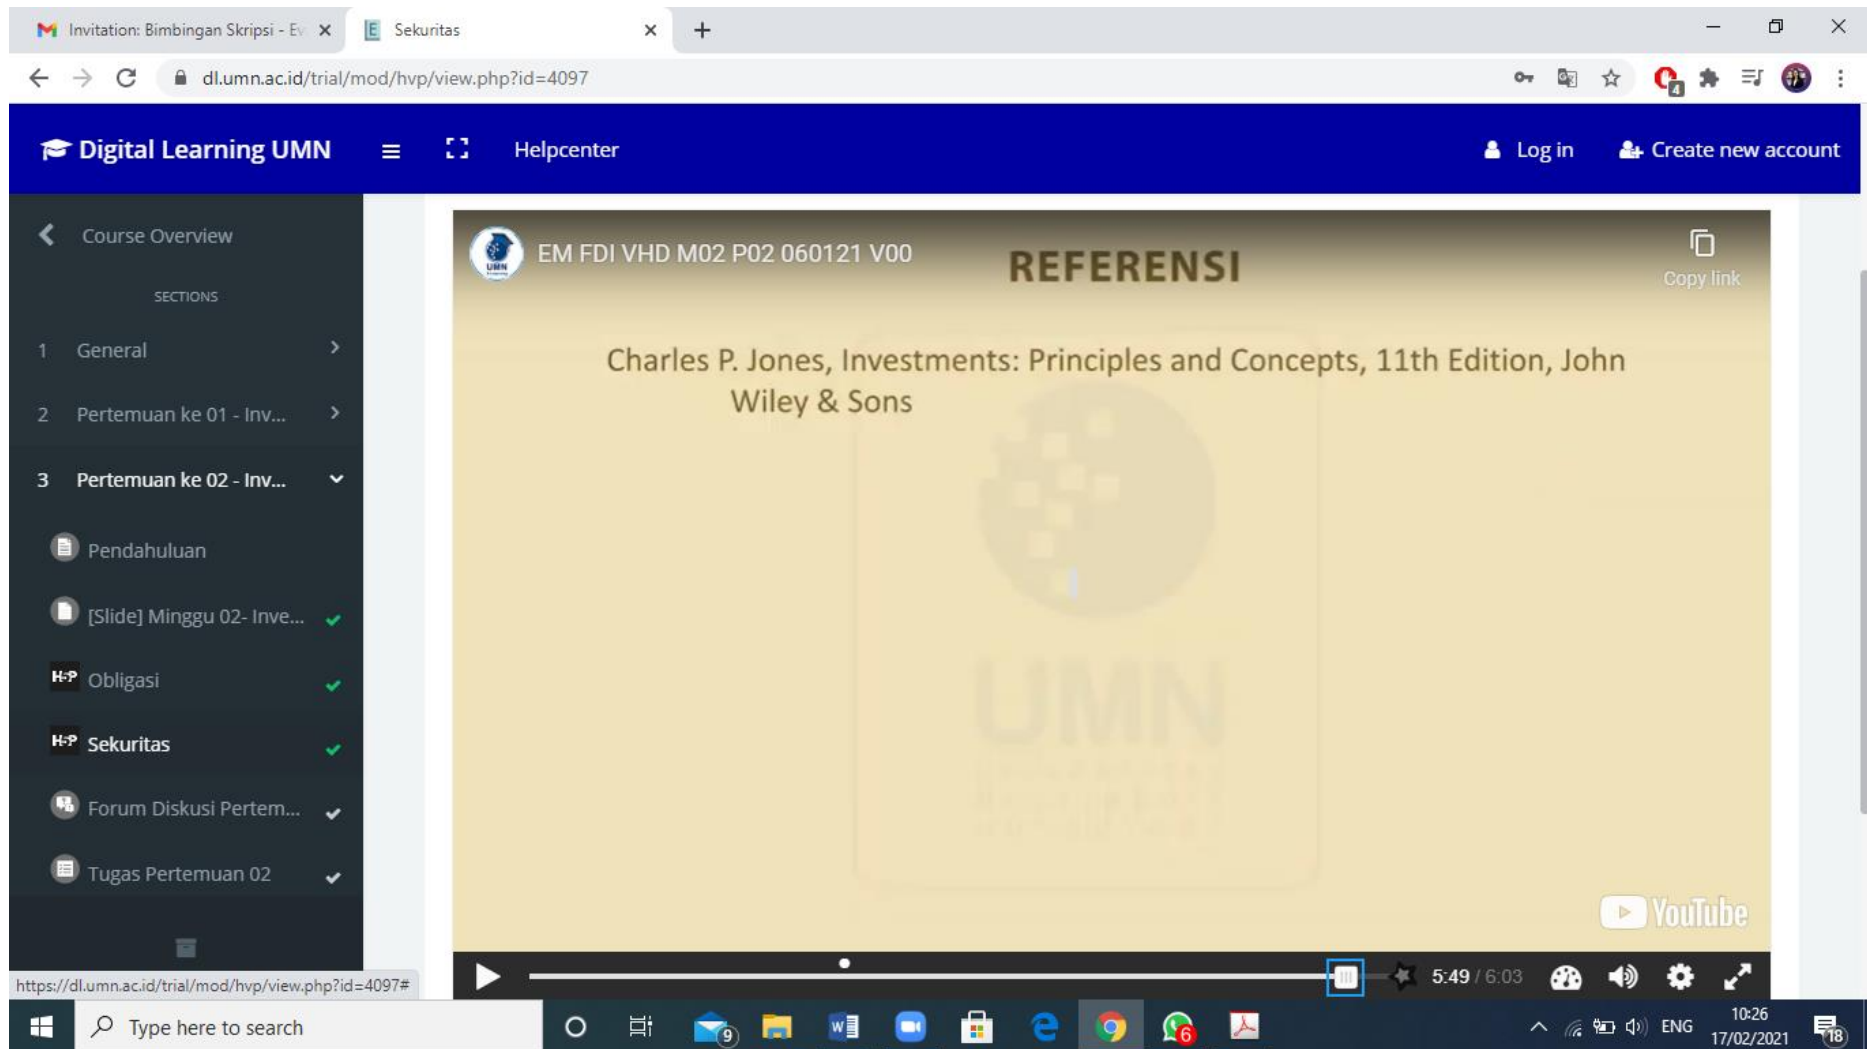 Invitation: Bimbingan Skripsi - Ev
Sekuritas
dl.umn.ac.id/trial/mod/hvp/view.php?id=4097
4
Digital Learning UMN
Helpcenter
Log in
Create new account
Course Overview
SECTIONS
1 General
2 Pertemuan ke 01 - Inv...
3 Pertemuan ke 02 - Inv...
Pendahuluan
[Slide] Minggu 02- Inve...
H-P Obligasi
H-P Sekuritas
Forum Diskusi Pertem...
Tugas Pertemuan 02
https://dl.umn.ac.id/trial/mod/hvp/view.php?id=4097#
UMN
EM FDI VHD M02 P02 060121 V00
REFERENSI
Copy link
Charles P. Jones, Investments: Principles and Concepts, 11th Edition, John
Wiley & Sons
UMN
YouTube
5:49 / 6:03
Type here to search
9
6
ENG
10:26
17/02/2021
18